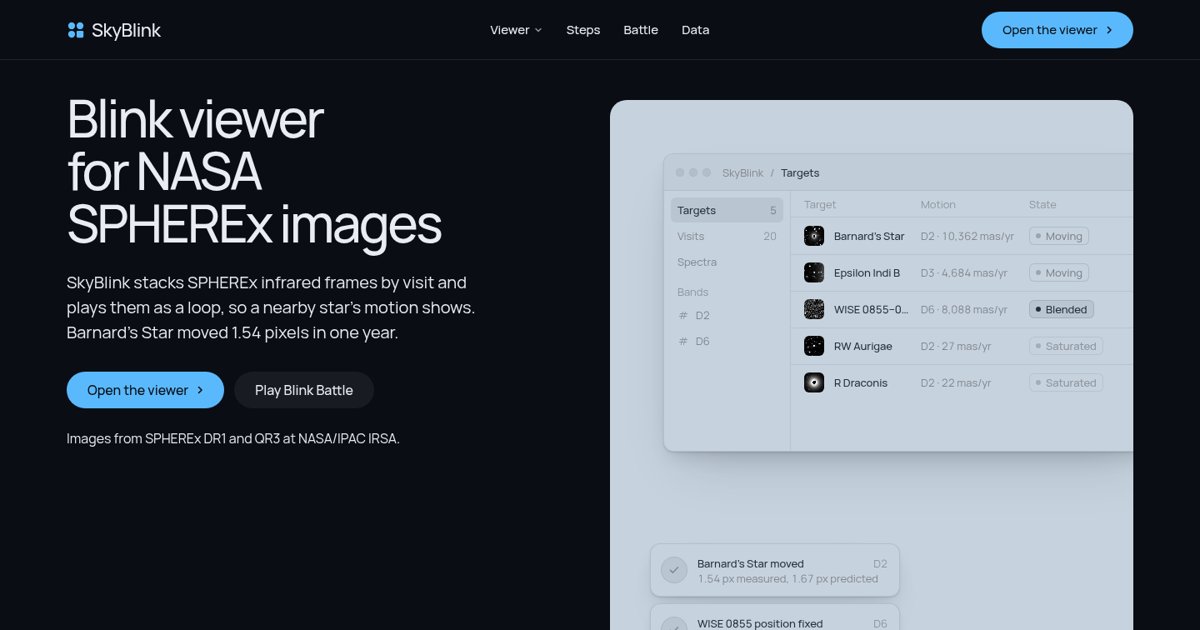 SkyBlink
Viewer
Steps
Battle
Data
Open the viewer
Blink viewer
for NASA
SPHEREx images
SkyBlink stacks SPHEREx infrared frames by visit and
plays them as a loop, so a nearby star's motion shows.
Barnard's Star moved 1.54 pixels in one year.
Open the viewer
Play Blink Battle
Images from SPHEREx DR1 and QR3 at NASA/IPAC IRSA.
SkyBlink / Targets
Targets 5
Visits 20
Spectra
Bands
# D2
# D6
Target Motion State
Barnard's Star D2 · 10,362 mas/yr Moving
Epsilon Indi B D3 · 4,684 mas/yr Moving
WISE 0855−0... D6 · 8,088 mas/yr Blended
RW Aurigae D2 · 27 mas/yr Saturated
R Draconis D2 · 22 mas/yr Saturated
Barnard's Star moved D2
1.54 px measured, 1.67 px predicted
WISE 0855 position fixed D6